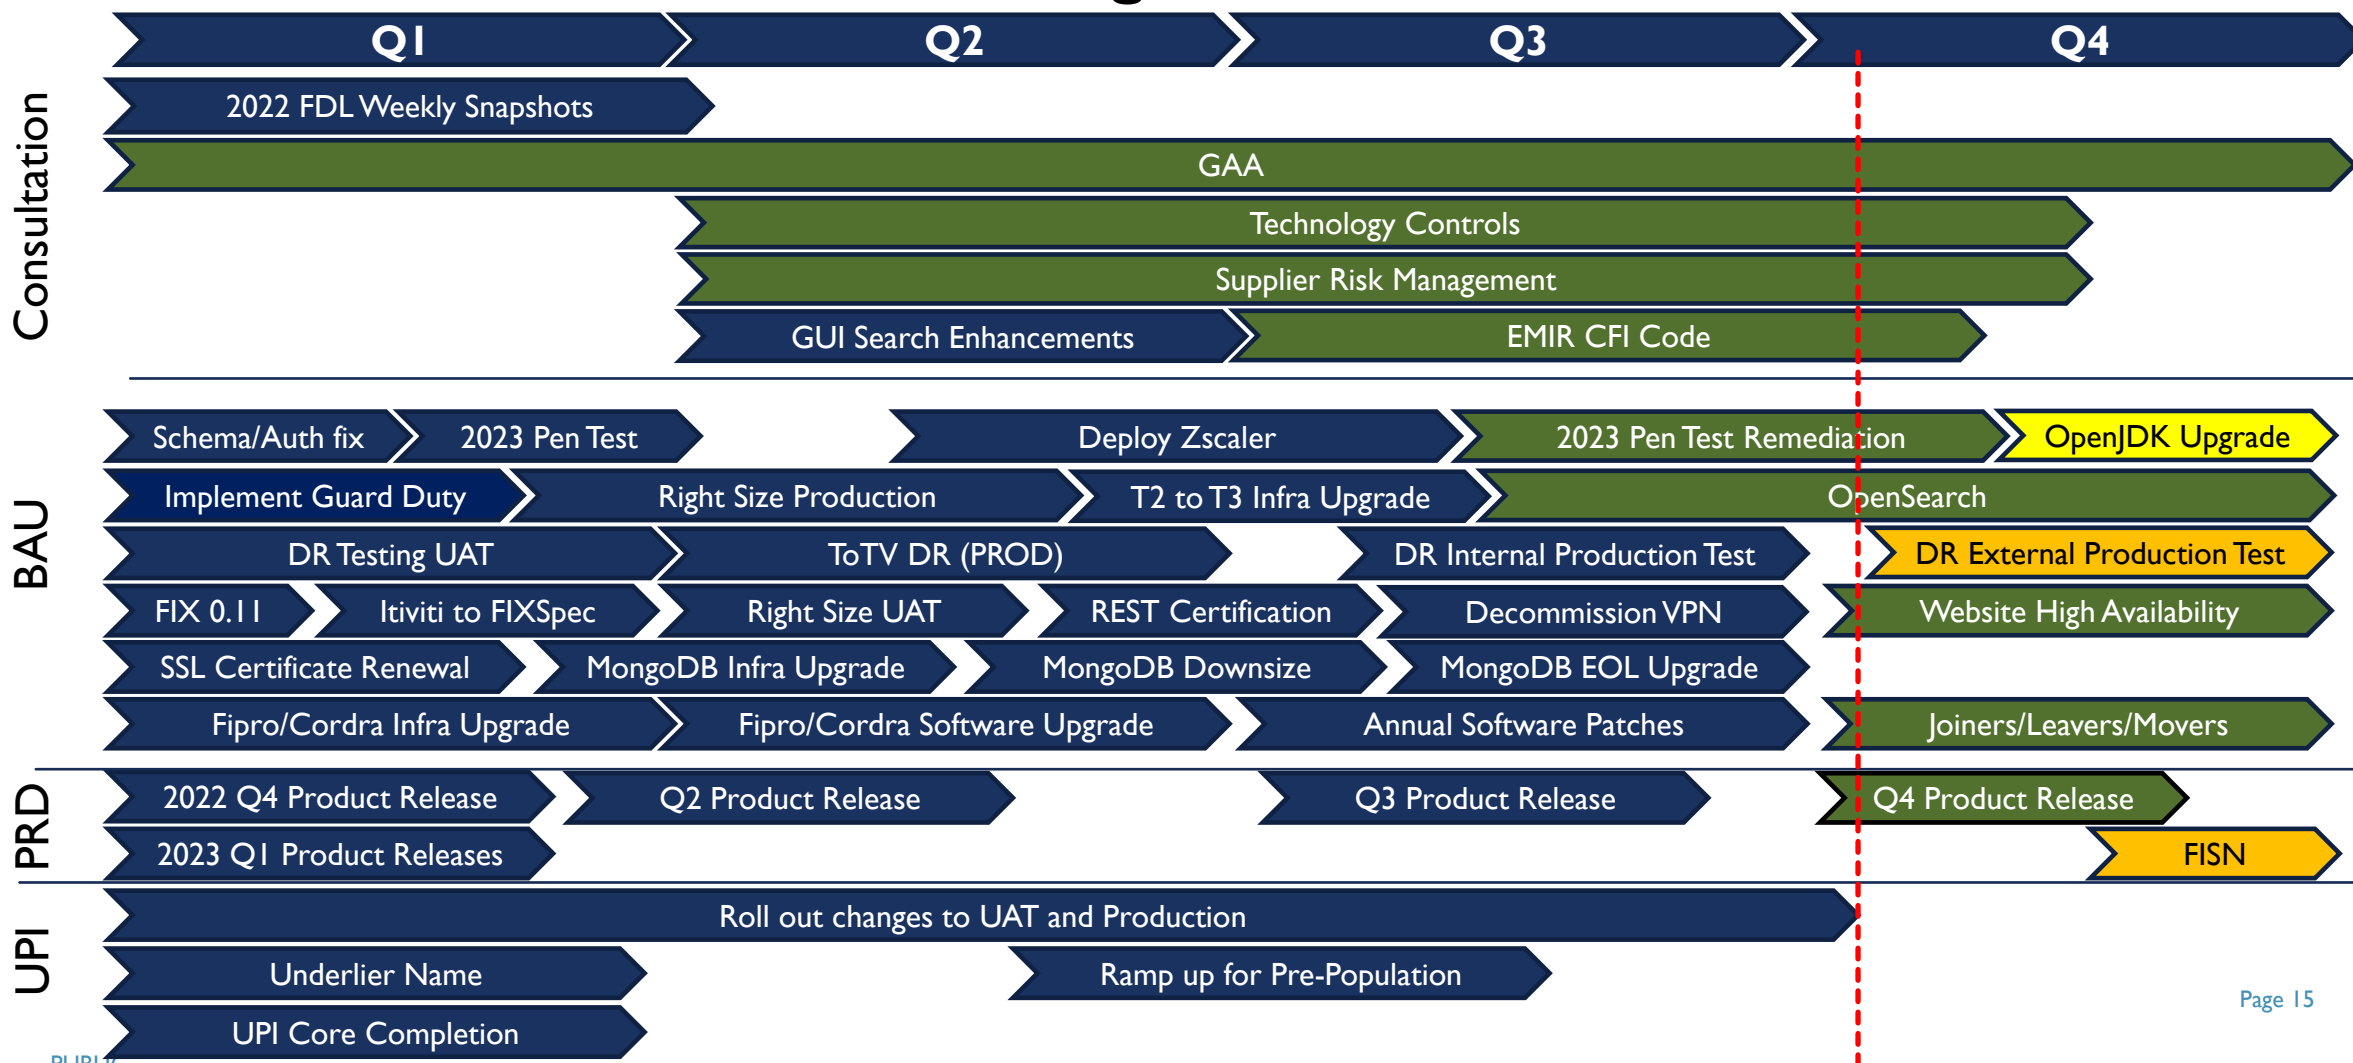 Q1 Q2 Q3 Q4
Consultation
2022 FDL Weekly Snapshots
GAA
Technology Controls
Supplier Risk Management
GUI Search Enhancements EMIR CFI Code
BAU
Schema/Auth fix 2023 Pen Test Deploy Zscaler 2023 Pen Test Remediation OpenJDK Upgrade
Implement Guard Duty Right Size Production T2 to T3 Infra Upgrade OpenSearch
DR Testing UAT ToTV DR (PROD) DR Internal Production Test DR External Production Test
FIX 0.11 Itiviti to FIXSpec Right Size UAT REST Certification Decommission VPN Website High Availability
SSL Certificate Renewal MongoDB Infra Upgrade MongoDB Downsize MongoDB EOL Upgrade
Fipro/Cordra Infra Upgrade Fipro/Cordra Software Upgrade Annual Software Patches Joiners/Leavers/Movers
PRD
2022 Q4 Product Release Q2 Product Release Q3 Product Release Q4 Product Release
2023 Q1 Product Releases FISN
UPI
Roll out changes to UAT and Production
Underlier Name Ramp up for Pre-Population
UPI Core Completion
Page 15